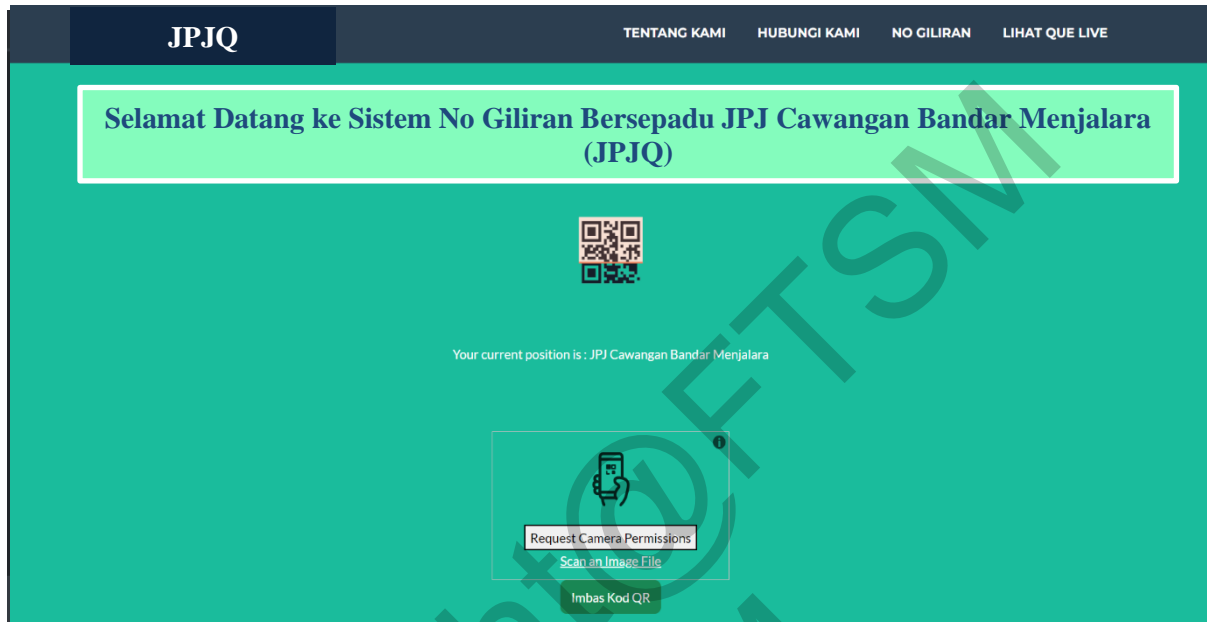 JPJQ
TENTANG KAMI HUBUNGI KAMI NO GILIRAN LIHAT QUE LIVE
Selamat Datang ke Sistem No Giliran Bersepadu JPJ Cawangan Bandar Menjalara
(JPJQ)
Your current position is : JPJ Cawangan Bandar Menjalara
Request Camera Permissions
Scan an Image File
Imbas Kod QR
@FTSM